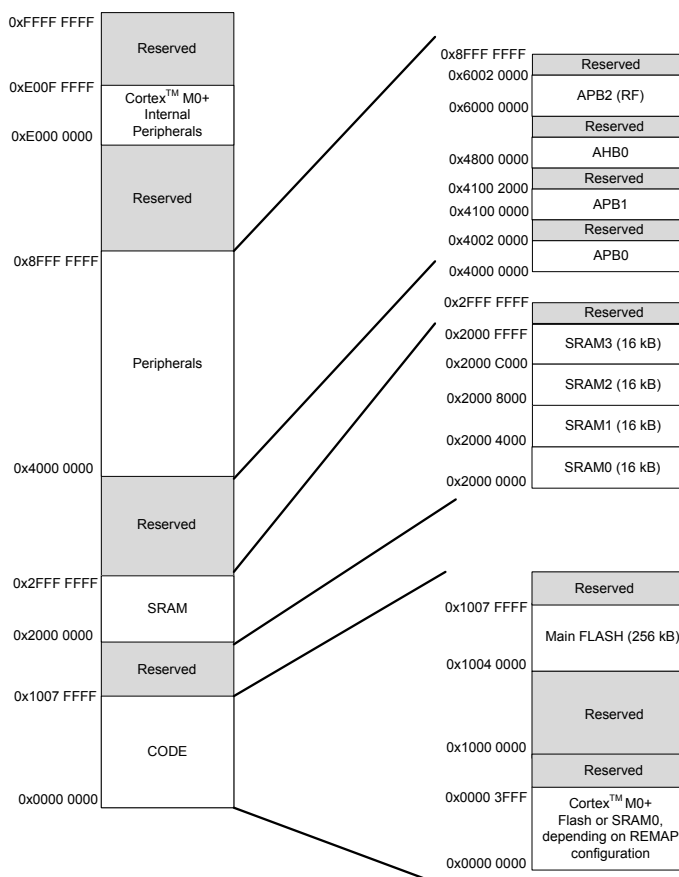 0xFFFF FFFF
Reserved
0xE00F FFFF
Cortex™ M0+
Internal
Peripherals
0xE000 0000
Reserved
0x8FFF FFFF
Peripherals
0x4000 0000
Reserved
0x2FFF FFFF
SRAM
0x2000 0000
Reserved
0x1007 FFFF
CODE
0x0000 0000
0x8FFF FFFF
Reserved
0x6002 0000
APB2 (RF)
0x6000 0000
Reserved
AHB0
0x4800 0000
Reserved
0x4100 2000
APB1
0x4100 0000
Reserved
0x4002 0000
APB0
0x4000 0000
0x2FFF FFFF
Reserved
0x2000 FFFF
SRAM3 (16 kB)
0x2000 C000
SRAM2 (16 kB)
0x2000 8000
SRAM1 (16 kB)
0x2000 4000
SRAM0 (16 kB)
0x2000 0000
Reserved
0x1007 FFFF
Main FLASH (256 kB)
0x1004 0000
Reserved
0x1000 0000
Reserved
0x0000 3FFF
Cortex™ M0+
Flash or SRAM0,
depending on REMAP
configuration
0x0000 0000